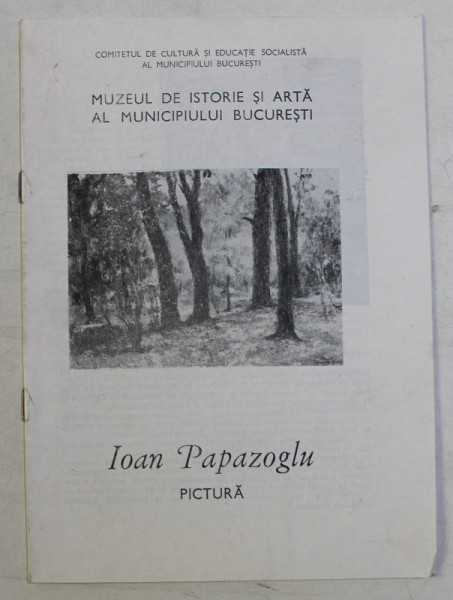 COMITETUL DE CULTURĂ ȘI EDUCAȚIE SOCIALISTĂ
AL MUNICIPIULUI BUCUREȘTI
MUZEUL DE ISTORIE ȘI ARTĂ
AL MUNICIPIULUI BUCUREȘTI
Ioan Papazoglu
PICTURĂ